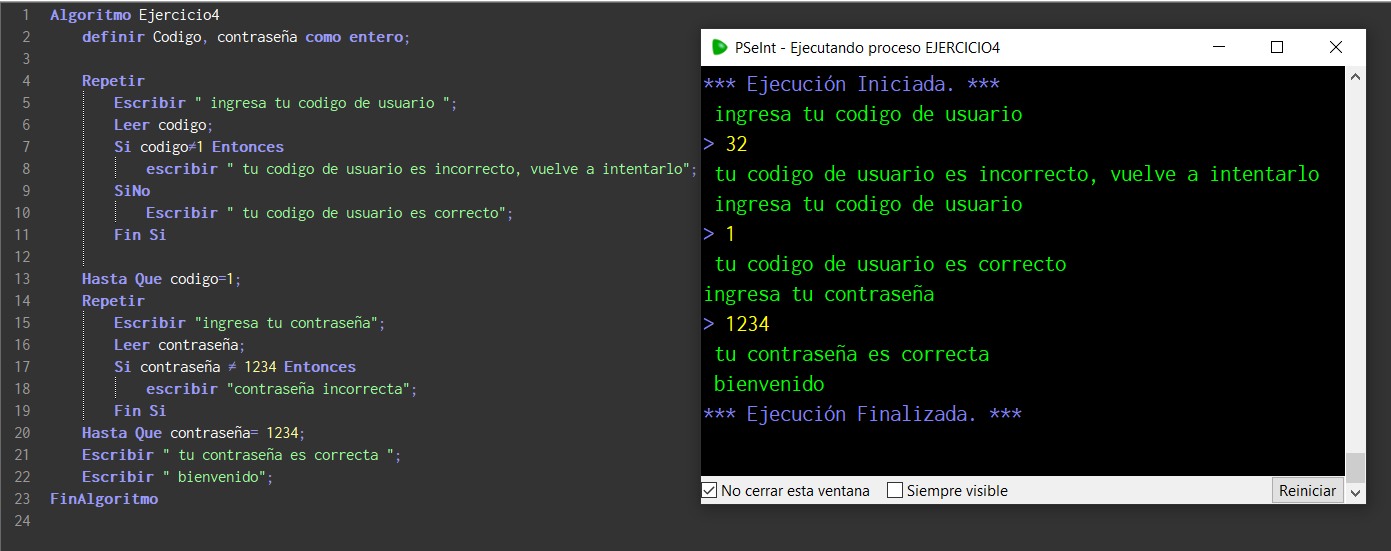 1 Algoritmo Ejercicio4
2 definir Codigo, contraseña como entero;
3
4 Repetir
5 Escribir " ingresa tu codigo de usuario ";
6 Leer codigo;
7 Si codigo≠1 Entonces
8 escribir " tu codigo de usuario es incorrecto, vuelve a intentarlo";
9 SiNo
10 Escribir " tu codigo de usuario es correcto";
11 Fin Si
12
13 Hasta Que codigo=1;
14 Repetir
15 Escribir "ingresa tu contraseña";
16 Leer contraseña;
17 Si contraseña ≠ 1234 Entonces
18 escribir "contraseña incorrecta";
19 Fin Si
20 Hasta Que contraseña= 1234;
21 Escribir " tu contraseña es correcta ";
22 Escribir " bienvenido";
23 FinAlgoritmo
24
PSeInt - Ejecutando proceso EJERCICIO4
*** Ejecución Iniciada. ***
ingresa tu codigo de usuario
> 32
tu codigo de usuario es incorrecto, vuelve a intentarlo
ingresa tu codigo de usuario
> 1
tu codigo de usuario es correcto
ingresa tu contraseña
> 1234
tu contraseña es correcta
bienvenido
*** Ejecución Finalizada. ***
No cerrar esta ventana
Siempre visible
Reiniciar